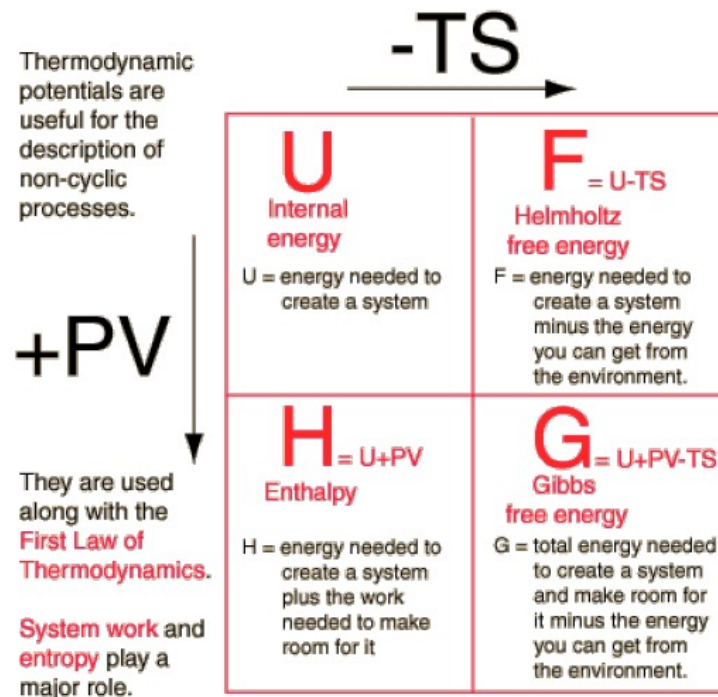 -TS
Thermodynamic
potentials are
useful for the
description of
non-cyclic
processes.
+PV
They are used
along with the
First Law of
Thermodynamics.
System work and
entropy play a
major role.
U
Internal
energy
U = energy needed to
create a system
F = U-TS
Helmholtz
free energy
F = energy needed to
create a system
minus the energy
you can get from
the environment.
H = U+PV
Enthalpy
H = energy needed to
create a system
plus the work
needed to make
room for it
G = U+PV-TS
Gibbs
free energy
G = total energy needed
to create a system
and make room for
it minus the energy
you can get from
the environment.